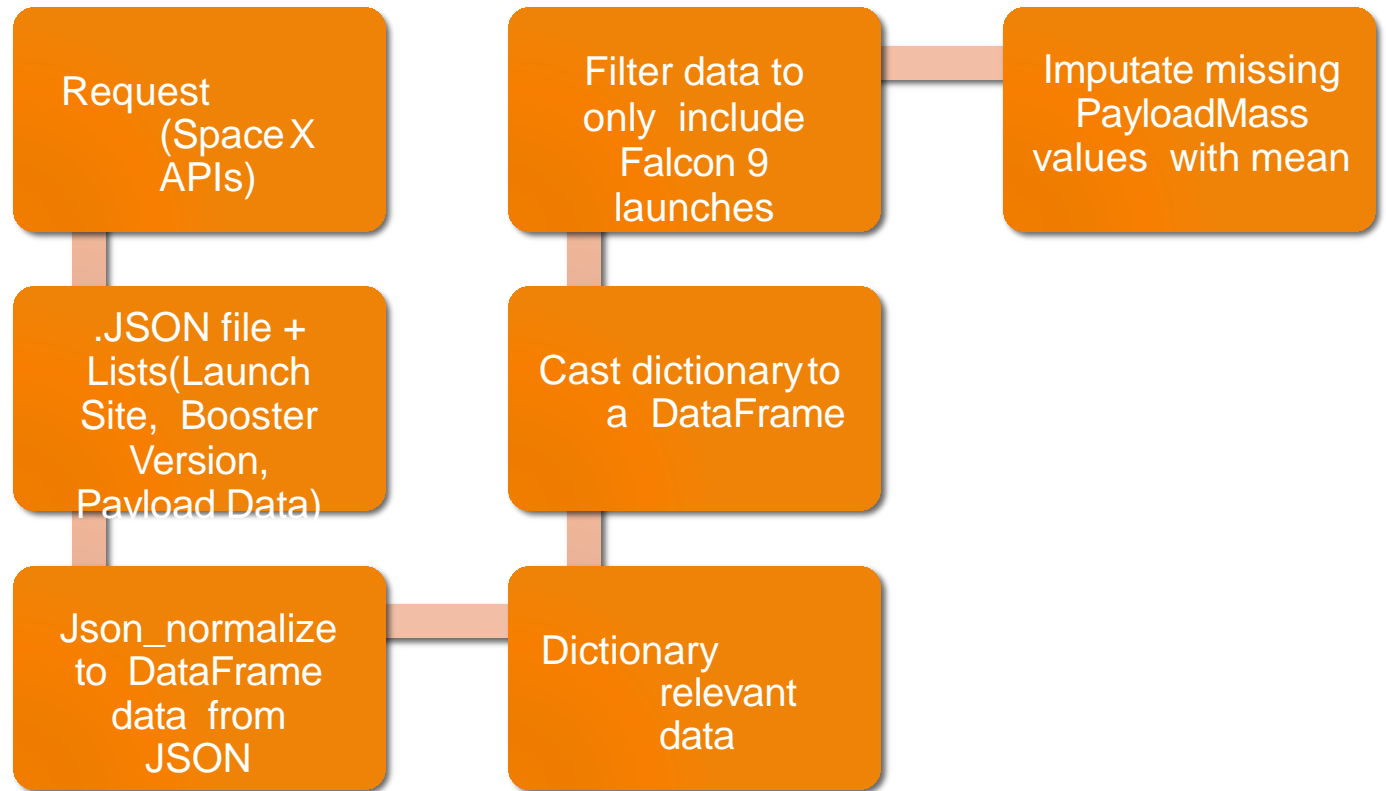 Request
(Space X
APIs)
.JSON file +
Lists(Launch
Site, Booster
Version,
Payload Data)
Json_normalize
to DataFrame
data from
JSON
Dictionary
relevant
data
Cast dictionary to
a DataFrame
Filter data to
only include
Falcon 9
launches
Imputate missing
PayloadMass
values with mean